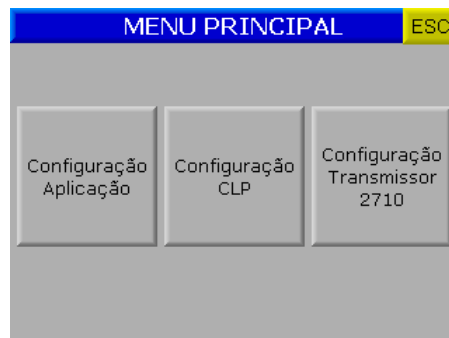 MENU PRINCIPAL
ESC
Configuração
Aplicação
Configuração
CLP
Configuração
Transmissor
2710